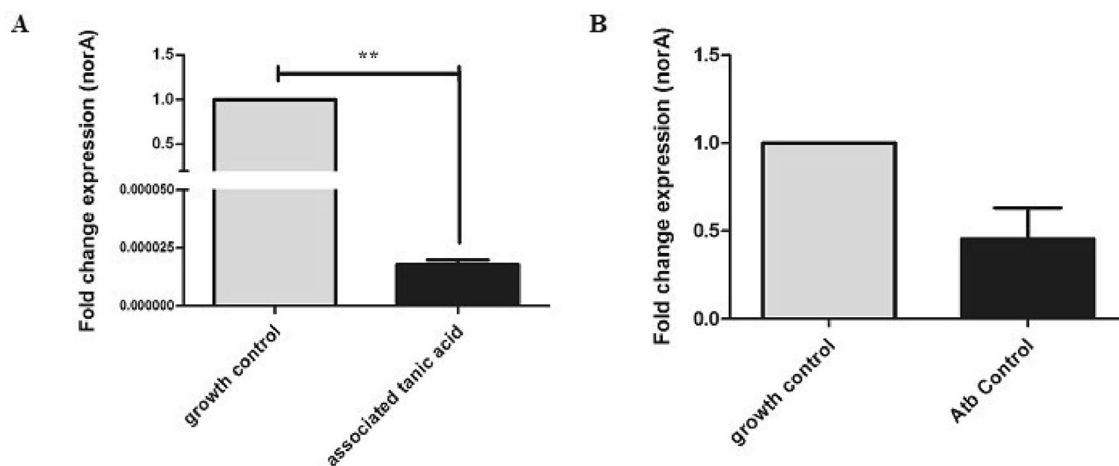 A
Fold change expression (norA)
1.5
1.0
0.5
0.000050
0.000025
0.000000
**
growth control
associated tanic acid
B
Fold change expression (norA)
1.5
1.0
0.5
0.0
growth control
Atb Control